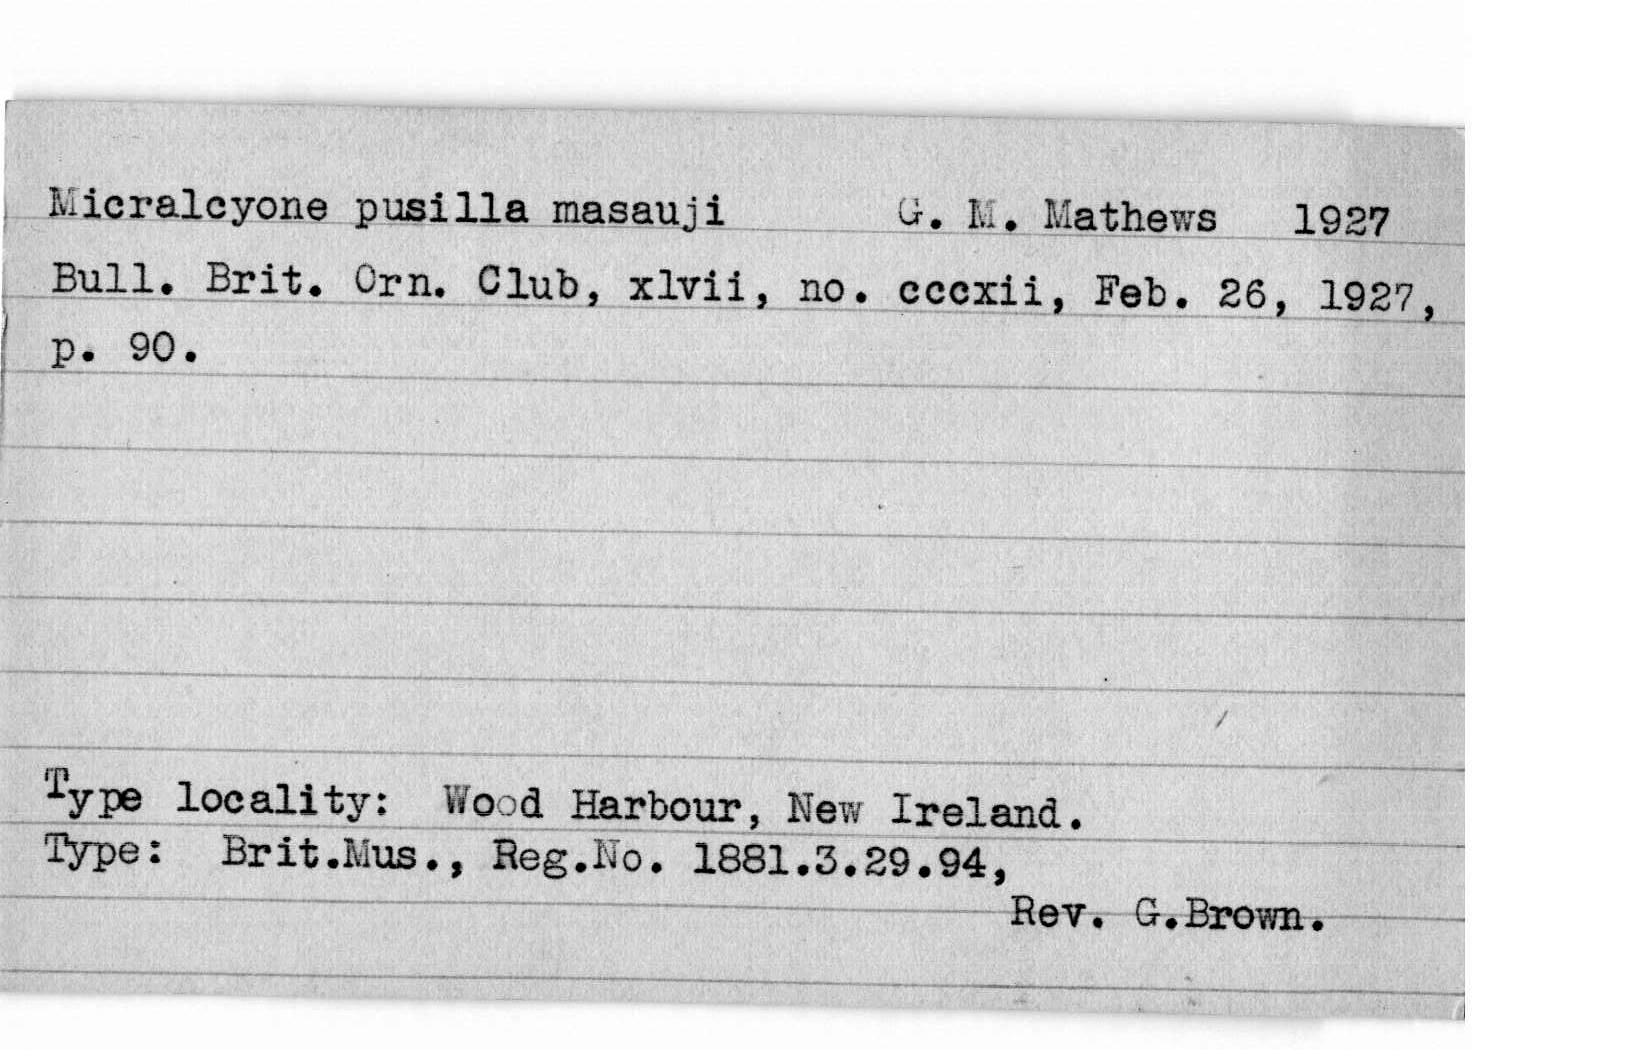 Micralcyone pusilla masauji G. M. Mathews 1927
Bull. Brit. Orn. Club, xlvii, no. cccxii, Feb. 26, 1927,
p. 90.
Type locality: Wood Harbour, New Ireland.
Type: Brit.Mus., Reg.No. 1881.3.29.94,
Rev. G.Brown.